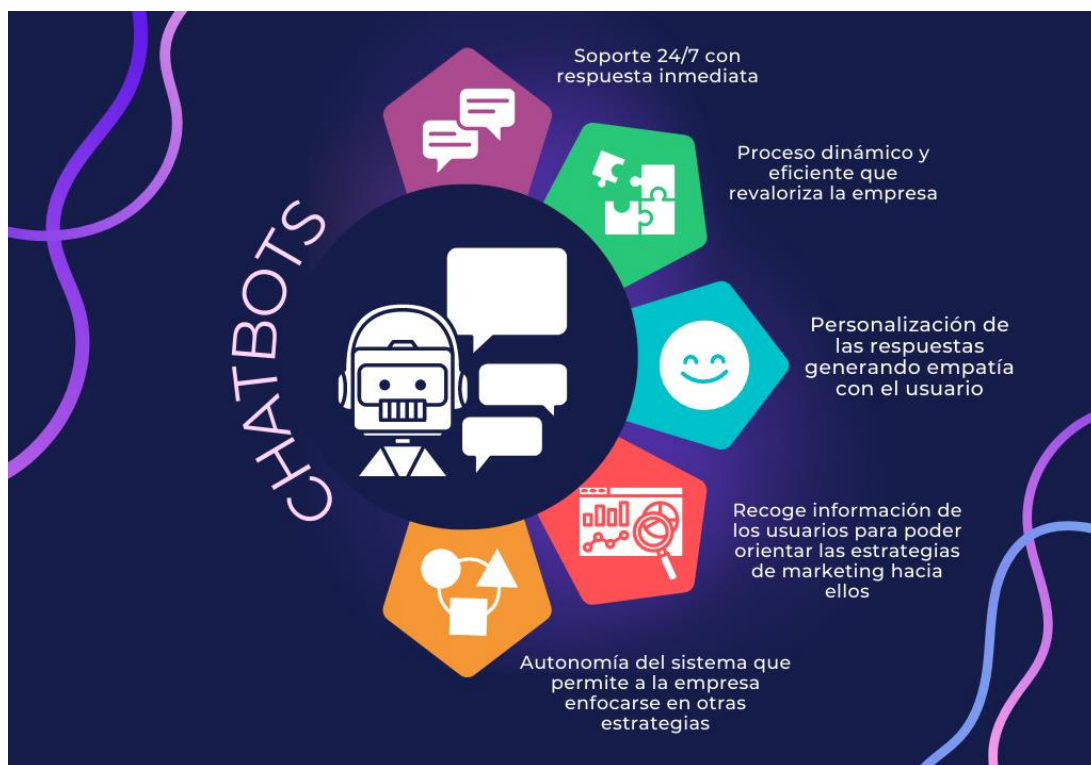 CHATBOTS
Soporte 24/7 con
respuesta inmediata
Proceso dinámico y
eficiente que
revaloriza la empresa
Personalización de
las respuestas
generando empatía
con el usuario
Recoge información de
los usuarios para poder
orientar las estrategias
de marketing hacia
ellos
Autonomía del sistema que
permite a la empresa
enfocarse en otras
estrategias